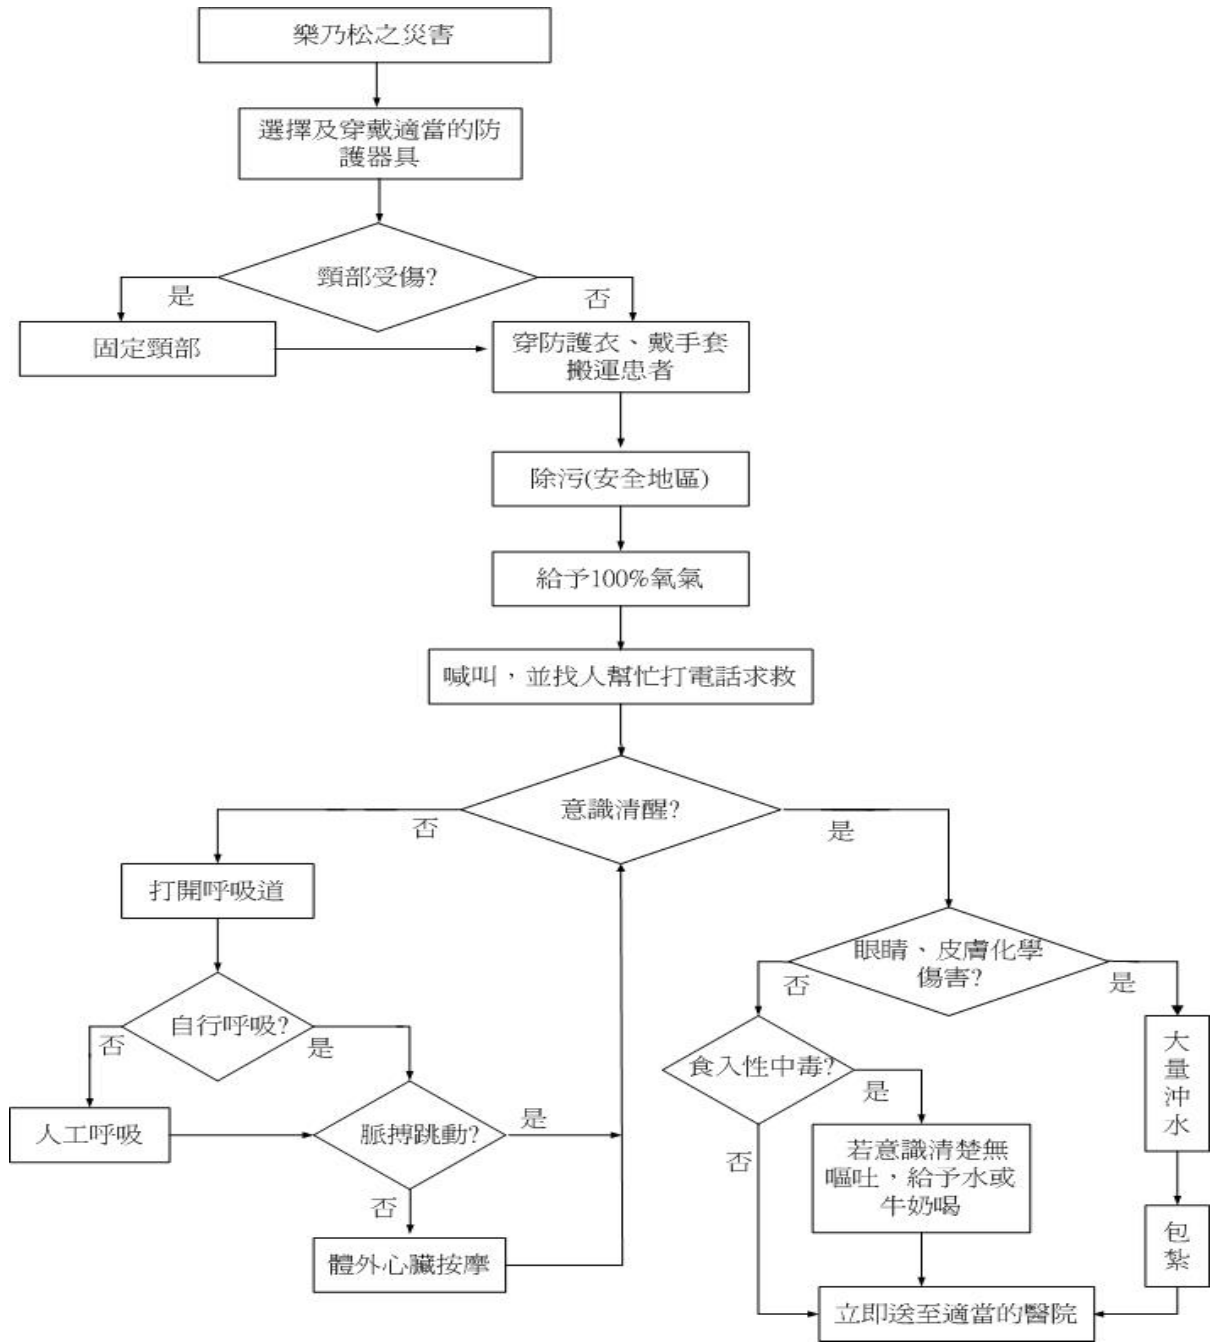 樂乃松之災害
選擇及穿戴適當的防
護器具
頸部受傷?
是
否
固定頸部
穿防護衣、戴手套
搬運患者
除污(安全地區)
給予100%氧氣
喊叫，並找人幫忙打電話求救
意識清醒?
否
是
打開呼吸道
眼睛、皮膚化學
傷害?
否
是
自行呼吸?
否
是
大量沖水
食入性中毒?
是
否
人工呼吸
脈搏跳動?
是
否
若意識清楚無
嘔吐，給予水或
牛奶喝
體外心臟按摩
包紮
立即送至適當的醫院